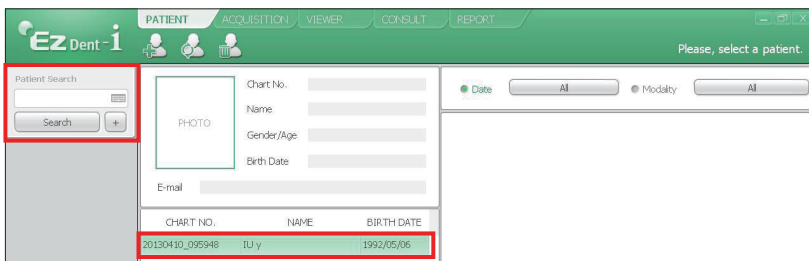 PATIENT ACQUISITION VIEWER CONSULT REPORT
Ez Dent-i
Please, select a patient.
Patient Search
Search +
PHOTO
Chart No.
Name
Gender/Age
Birth Date
E-mail
Date All Modality All
CHART NO. NAME BIRTH DATE
20130410_095948 IU y 1992/05/06